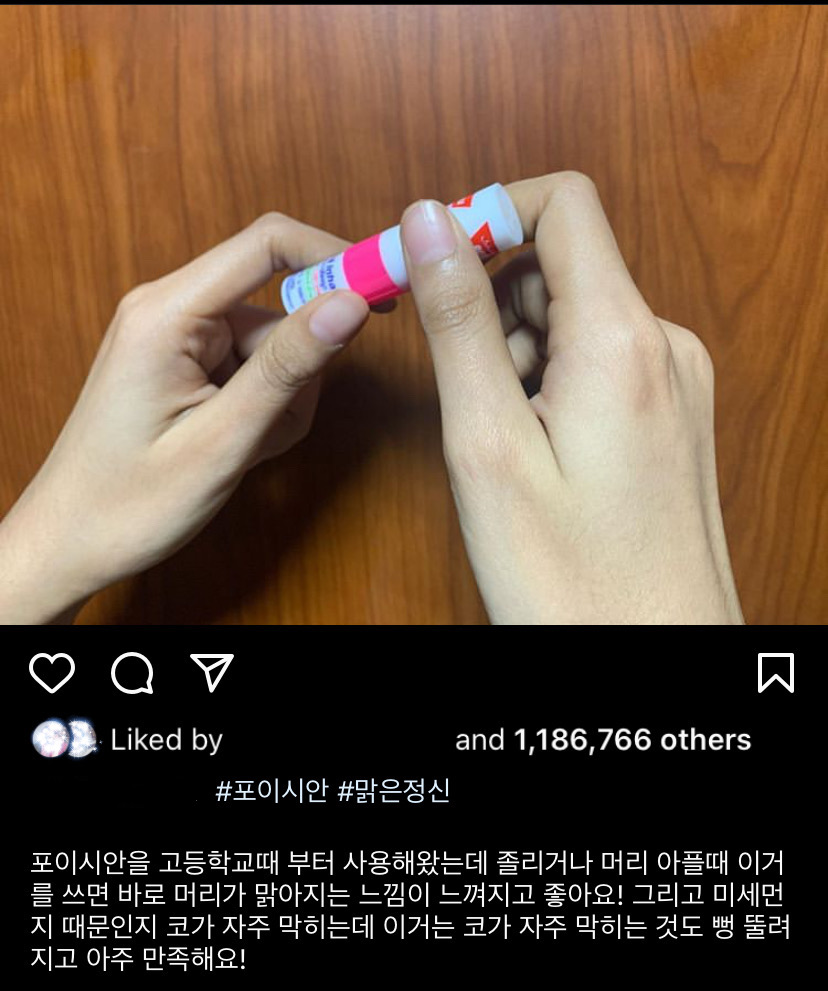 inha
Liked by and 1,186,766 others
#포이시안 #맑은정신
포이시안을 고등학교때 부터 사용해왔는데 졸리거나 머리 아플때 이거
를 쓰면 바로 머리가 맑아지는 느낌이 느껴지고 좋아요! 그리고 미세먼
지 때문인지 코가 자주 막히는데 이거는 코가 자주 막히는 것도 뻥 뚫려
지고 아주 만족해요!